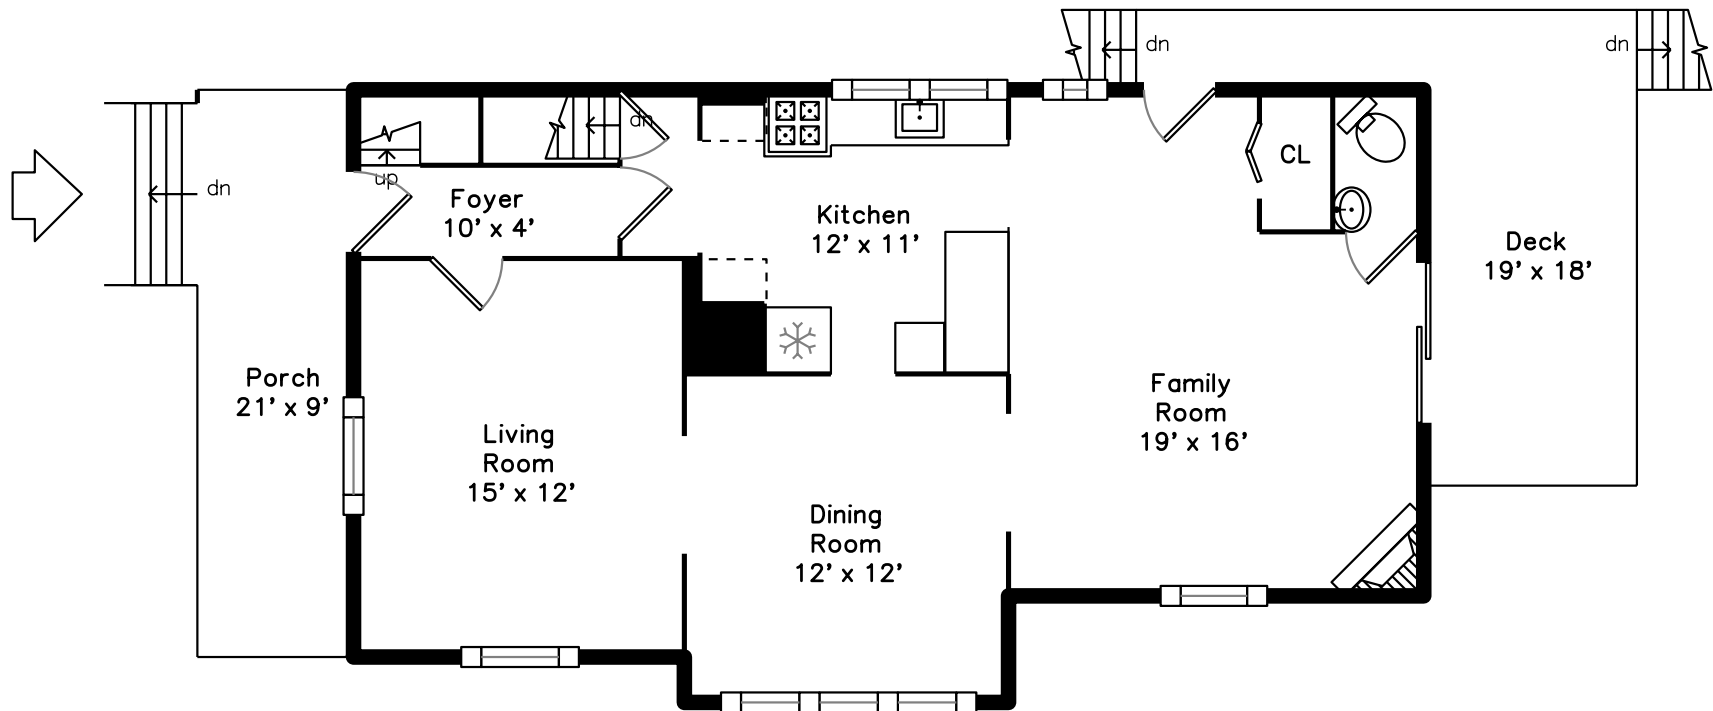 dn
dn
dn
dn
up
Foyer
10' x 4'
Kitchen
12' x 11'
CL
Deck
19' x 18'
Porch
21' x 9'
Living
Room
15' x 12'
Family
Room
19' x 16'
Dining
Room
12' x 12'